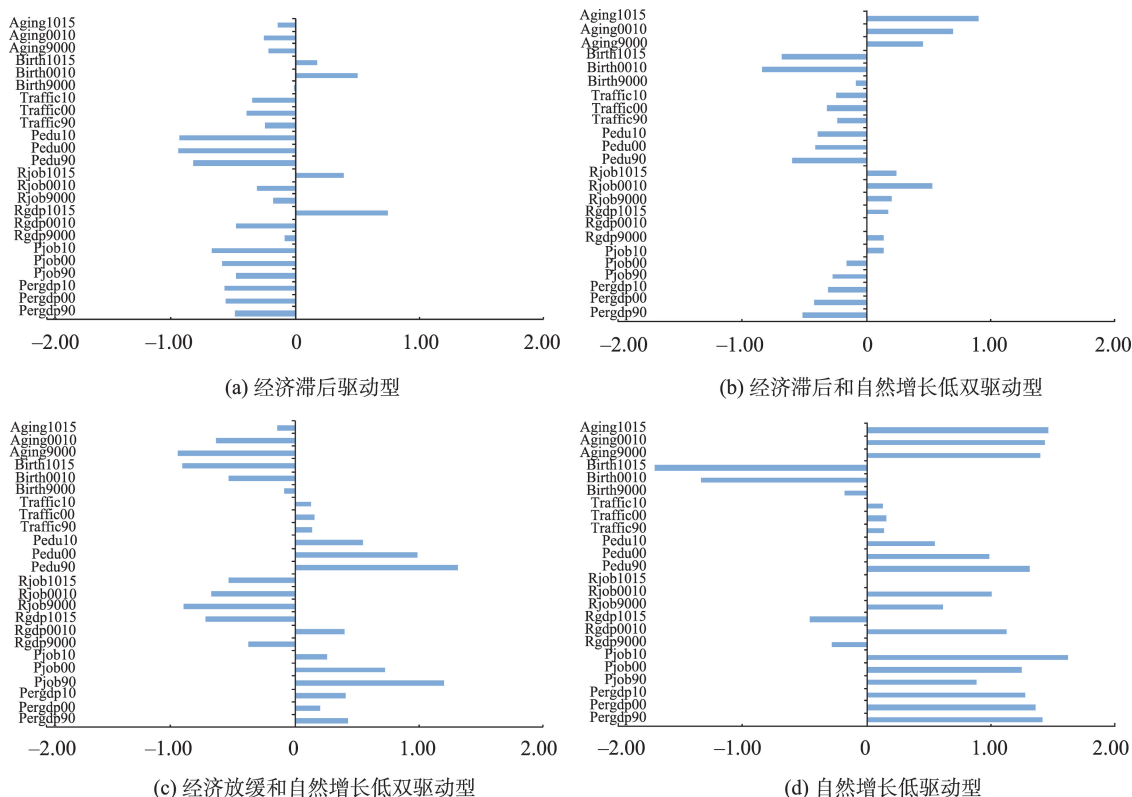 Aging1015
Aging0010
Aging9000
Birth1015
Birth0010
Birth9000
Traffic10
Traffic00
Traffic90
Pedu10
Pedu00
Pedu90
Rjob1015
Rjob0010
Rjob9000
Rgdp1015
Rgdp0010
Rgdp9000
Pjob10
Pjob00
Pjob90
Pergdp10
Pergdp00
Pergdp90
–2.00 –1.00 0 1.00 2.00
(a) 经济滞后驱动型
Aging1015
Aging0010
Aging9000
Birth1015
Birth0010
Birth9000
Traffic10
Traffic00
Traffic90
Pedu10
Pedu00
Pedu90
Rjob1015
Rjob0010
Rjob9000
Rgdp1015
Rgdp0010
Rgdp9000
Pjob10
Pjob00
Pjob90
Pergdp10
Pergdp00
Pergdp90
–2.00 –1.00 0 1.00 2.00
(b) 经济滞后和自然增长低双驱动型
Aging1015
Aging0010
Aging9000
Birth1015
Birth0010
Birth9000
Traffic10
Traffic00
Traffic90
Pedu10
Pedu00
Pedu90
Rjob1015
Rjob0010
Rjob9000
Rgdp1015
Rgdp0010
Rgdp9000
Pjob10
Pjob00
Pjob90
Pergdp10
Pergdp00
Pergdp90
–2.00 –1.00 0 1.00 2.00
(c) 经济放缓和自然增长低双驱动型
Aging1015
Aging0010
Aging9000
Birth1015
Birth0010
Birth9000
Traffic10
Traffic00
Traffic90
Pedu10
Pedu00
Pedu90
Rjob1015
Rjob0010
Rjob9000
Rgdp1015
Rgdp0010
Rgdp9000
Pjob10
Pjob00
Pjob90
Pergdp10
Pergdp00
Pergdp90
–2.00 –1.00 0 1.00 2.00
(d) 自然增长低驱动型